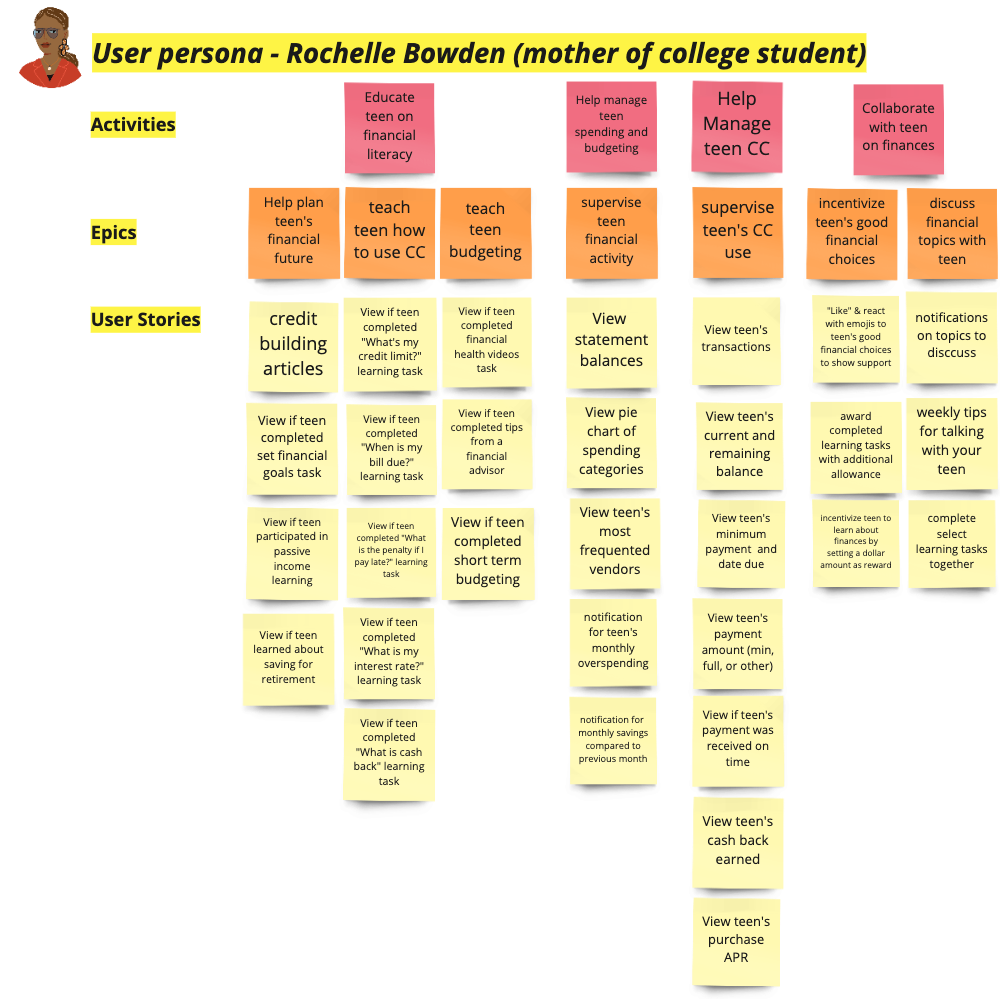 User persona - Rochelle Bowden (mother of college student)
Activities
Educate
teen on
financial
literacy
Help manage
teen
spending and
budgeting
Help
Manage
teen CC
Collaborate
with teen
on finances
Epics
Help plan
teen's
financial
future
teach
teen how
to use CC
teach
teen
budgeting
supervise
teen
financial
activity
supervise
teen's CC
use
incentivize
teen's good
financial
choices
discuss
financial
topics with
teen
User Stories
credit
building
articles
View if teen
completed
"What's my
credit limit?"
learning task
View if teen
completed
financial
health videos
task
View
statement
balances
View teen's
transactions
"Like" & react
with emojis to
teen's good
financial choices
to show support
notifications
on topics to
disccuss
View if teen
completed
set financial
goals task
View if teen
completed
"When is my
bill due?"
learning task
View if teen
completed tips
from a
financial
advisor
View pie
chart of
spending
categories
View teen's
current and
remaining
balance
award
completed
learning tasks
with additional
allowance
weekly tips
for talking
with your
teen
View if teen
participated in
passive
income
learning
View if teen
completed "What
is the penalty if I
pay late?" learning
task
View if teen
completed
short term
budgeting
View teen's
most
frequented
vendors
View teen's
minimum
payment and
date due
incentivize teen to
learn about
finances by
setting a dollar
amount as reward
complete
select
learning tasks
together
View if teen
learned about
saving for
retirement
View if teen
completed
"What is my
interest rate?"
learning task
notification
for teen's
monthly
overspending
View teen's
payment
amount (min,
full, or other)
View if teen
completed
"What is cash
back" learning
task
notification for
monthly savings
compared to
previous month
View if teen's
payment was
received on
time
View teen's
cash back
earned
View teen's
purchase
APR